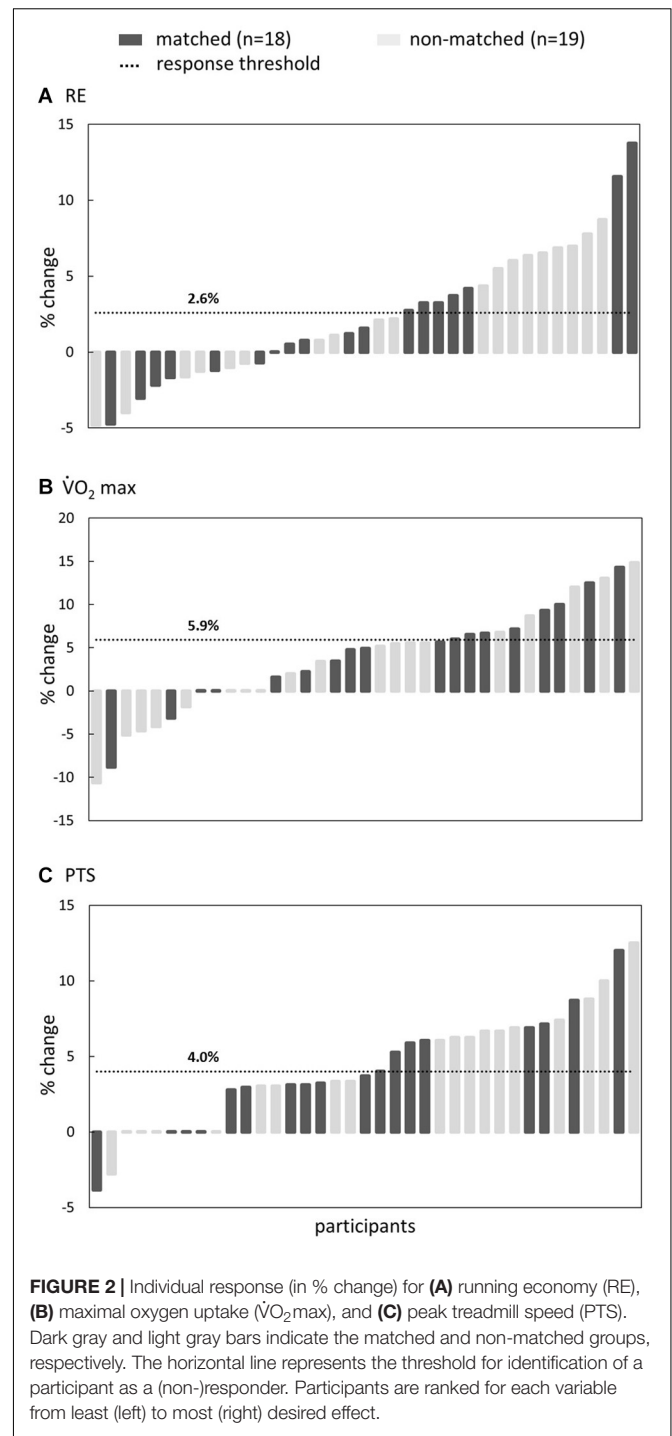 matched (n=18) non-matched (n=19)
response threshold
A RE
15
10
5
0
-5
% change
2.6%
B V̇O₂ max
20
15
10
5
0
-5
-10
-15
% change
5.9%
C PTS
15
10
5
0
-5
% change
4.0%
participants
FIGURE 2 | Individual response (in % change) for (A) running economy (RE),
(B) maximal oxygen uptake (V̇O₂max), and (C) peak treadmill speed (PTS).
Dark gray and light gray bars indicate the matched and non-matched groups,
respectively. The horizontal line represents the threshold for identification of a
participant as a (non-)responder. Participants are ranked for each variable
from least (left) to most (right) desired effect.